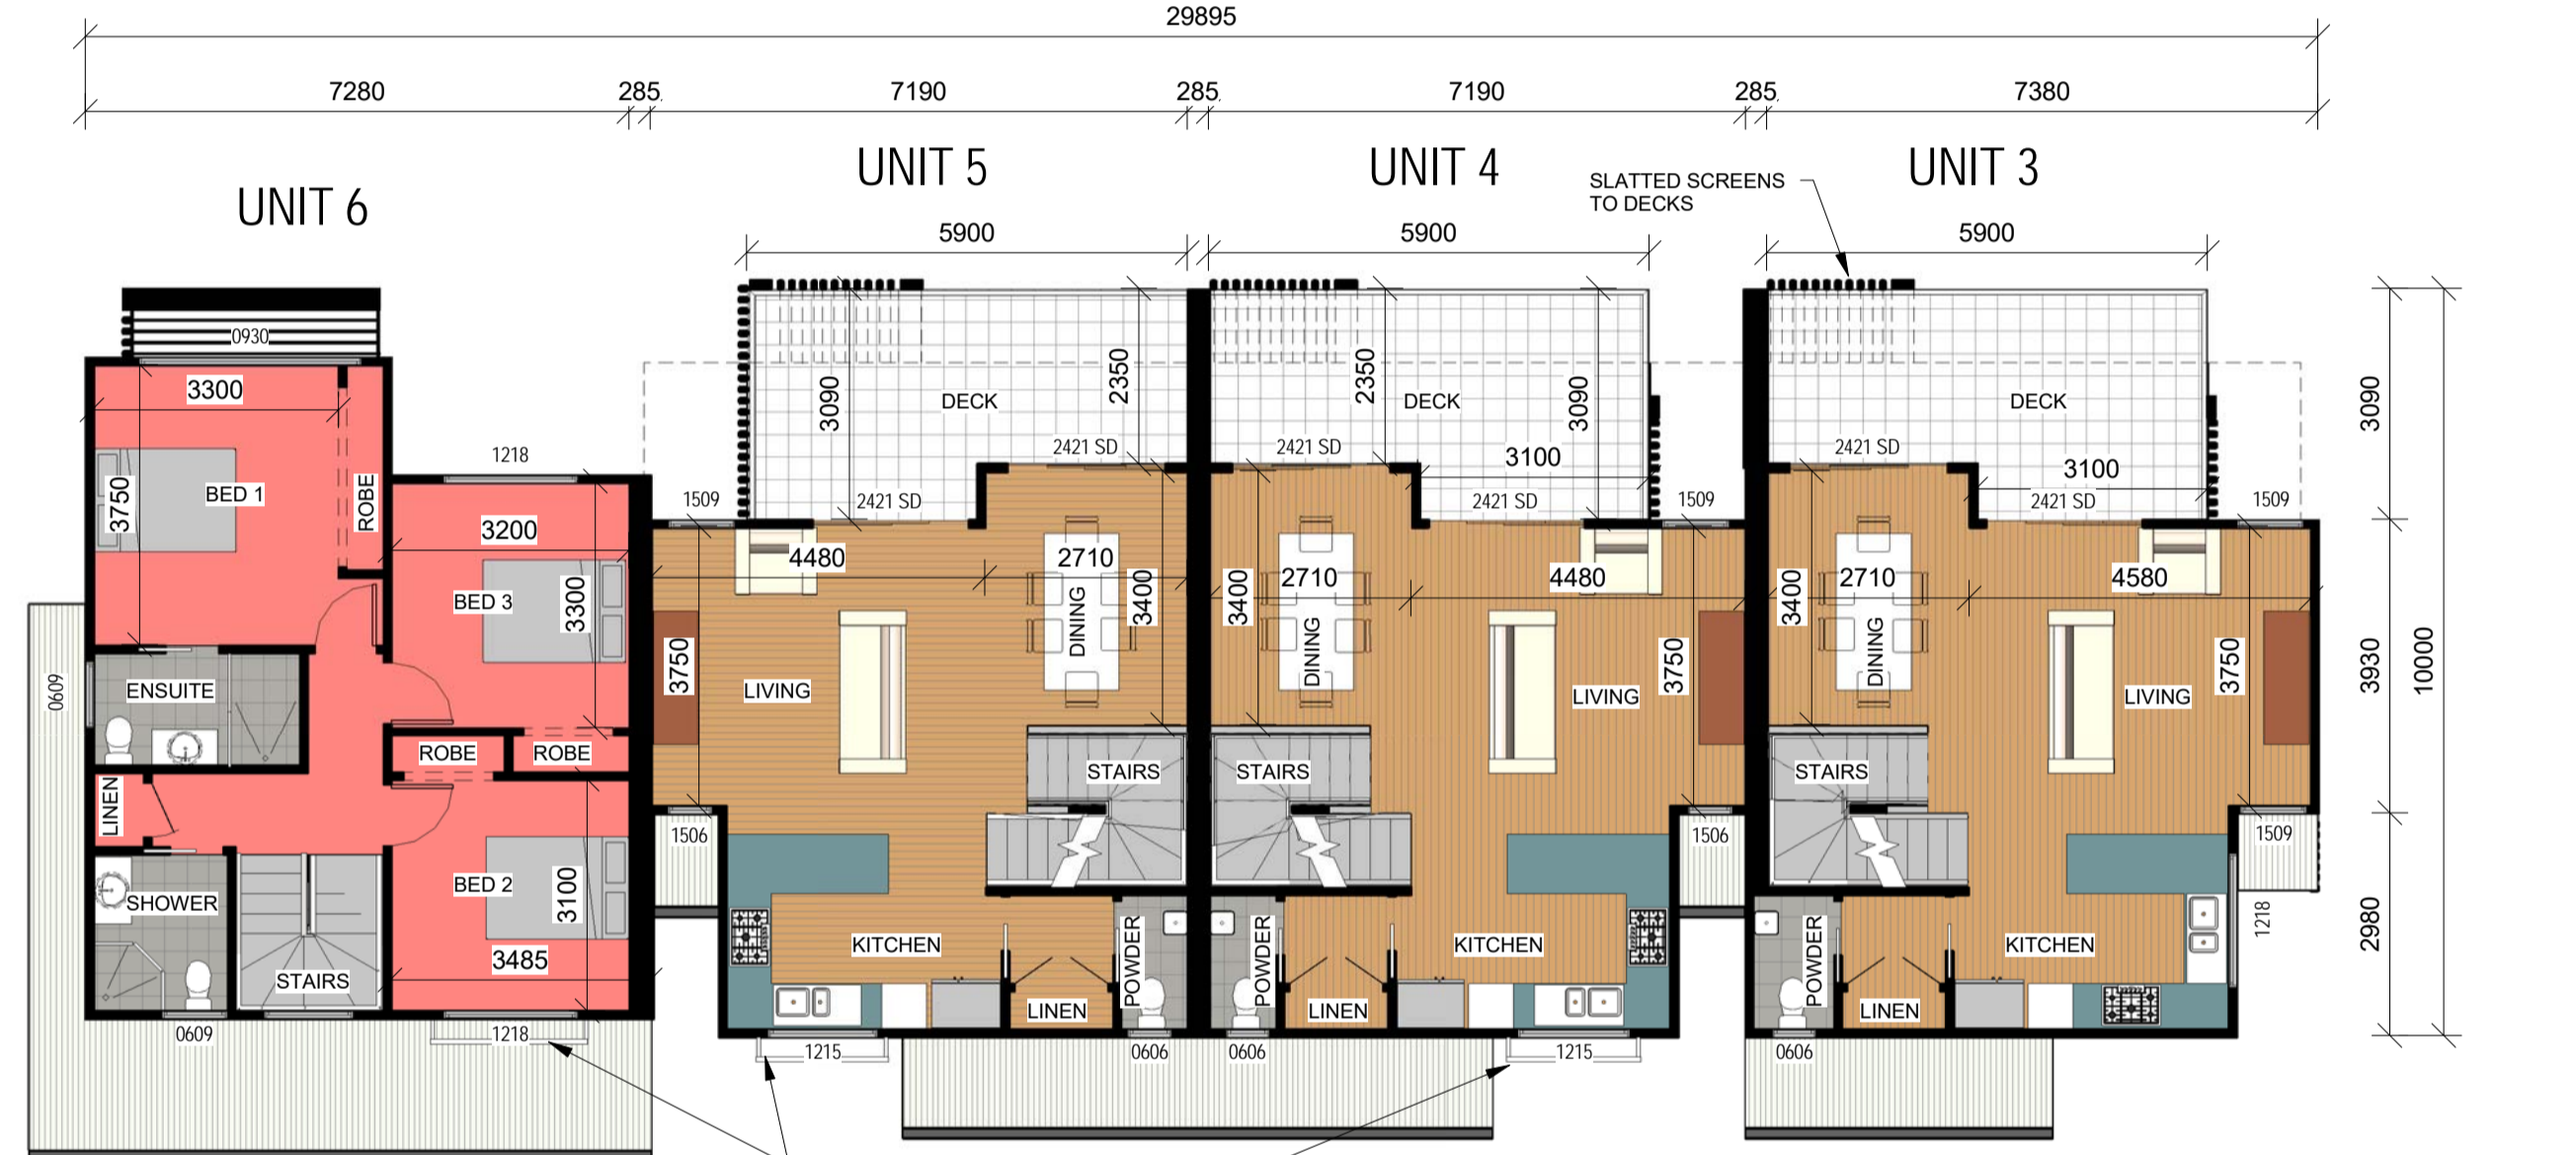 29895
7280
285
7190
285
7190
285
7380
UNIT 6
UNIT 5
UNIT 4
UNIT 3
SLATTED SCREENS
TO DECKS
5900
5900
5900
0930
3300
3750
BED 1
ROBE
1218
3200
BED 3
3300
0609
ENSUITE
ROBE
ROBE
LINEN
SHOWER
STAIRS
BED 2
3100
3485
0609
1218
3090
2350
DECK
2421 SD
2421 SD
1509
4480
2710
3400
DINING
3750
LIVING
STAIRS
1506
KITCHEN
LINEN
POWDER
1215
0606
2350
3090
DECK
2421 SD
3100
2421 SD
1509
3400
2710
4480
DINING
3750
LIVING
STAIRS
1506
POWDER
KITCHEN
LINEN
0606
1215
DECK
2421 SD
3100
2421 SD
1509
3400
2710
4580
DINING
3750
LIVING
STAIRS
1509
1218
POWDER
KITCHEN
LINEN
0606
3090
3930
10000
2980